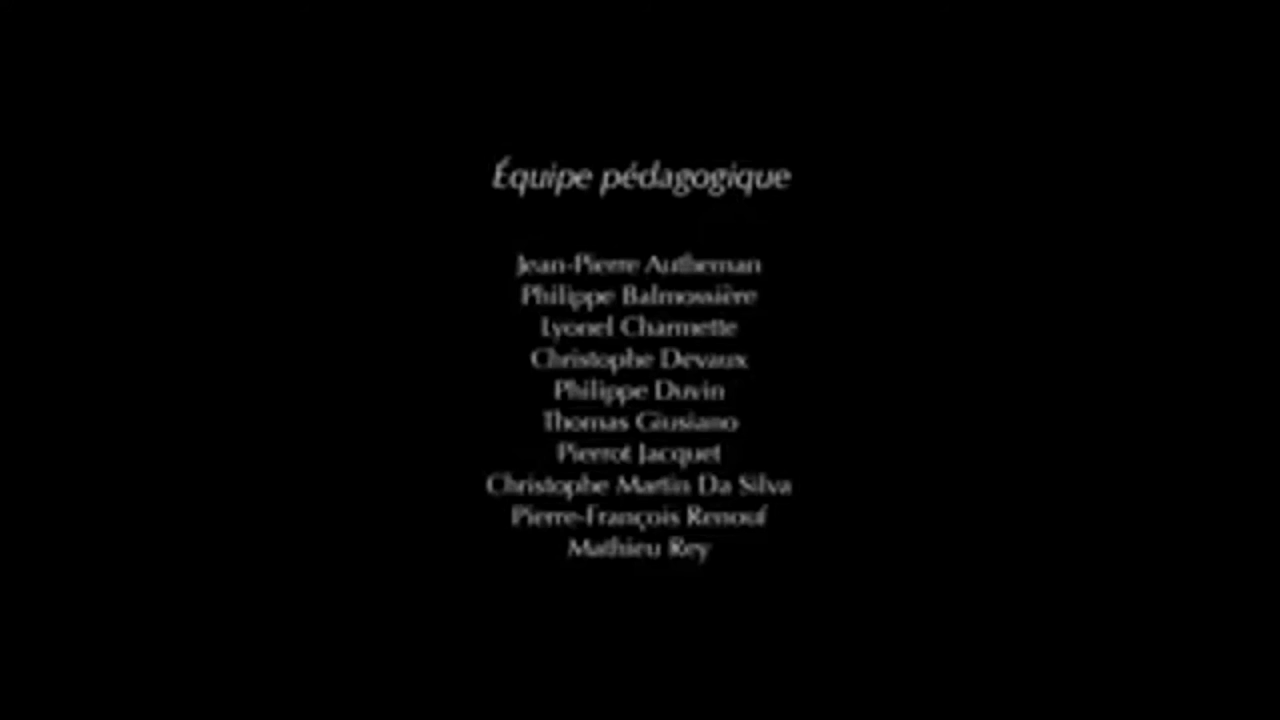 Équipe pédagogique
Jean-Pierre Autheman
Philippe Balmossière
Lyonel Charmette
Christophe Devaux
Philippe Duvin
Thomas Giusiano
Pierrot Jacquet
Christophe Martin Da Silva
Pierre-François Renouf
Mathieu Rey